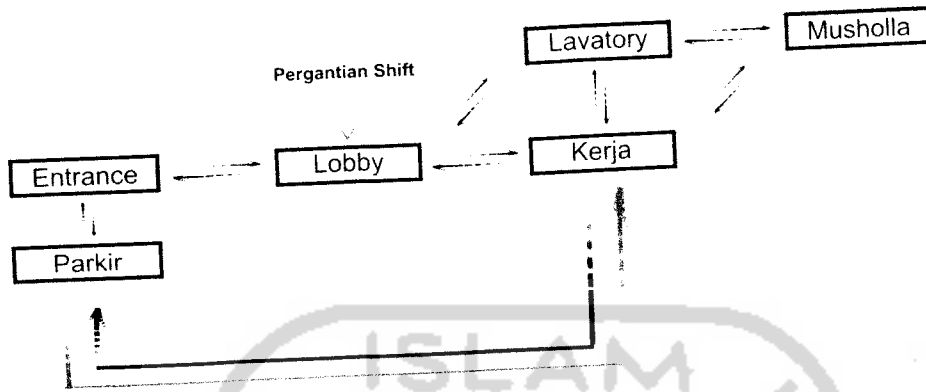 Lavatory
Musholla
Pergantian Shift
Entrance
Lobby
Kerja
Parkir
ISLAM